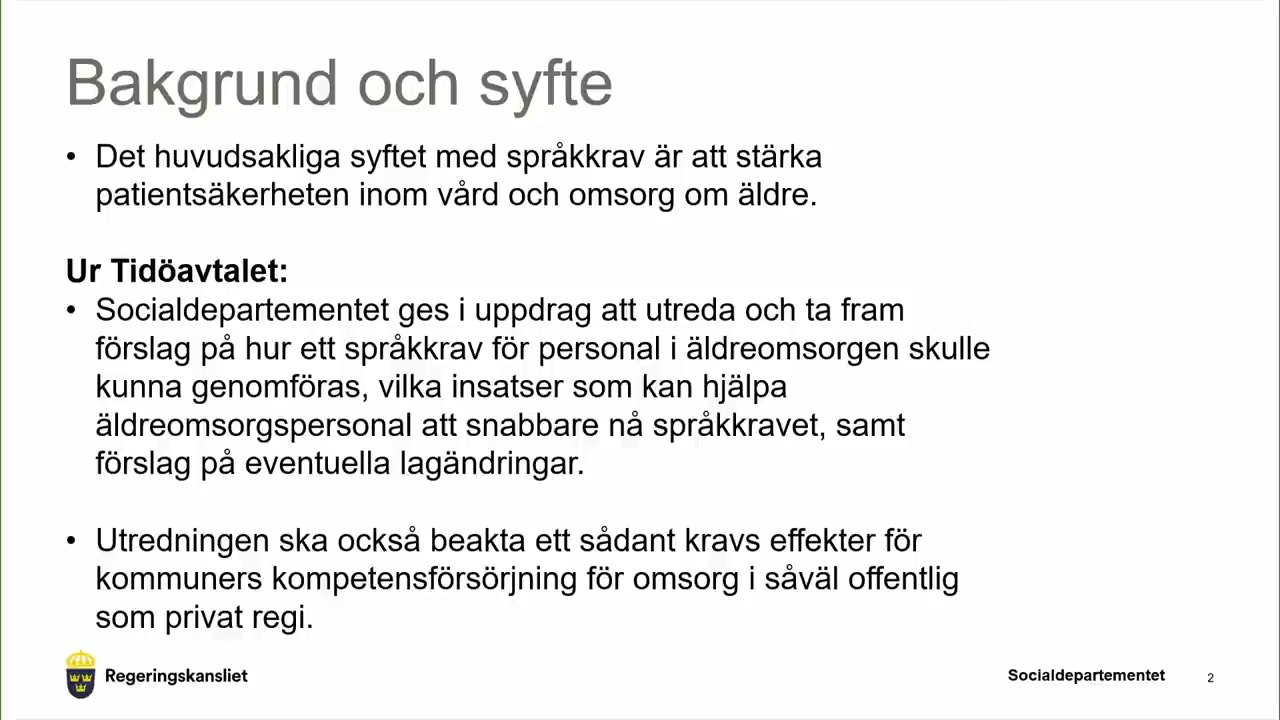 Bakgrund och syfte
• Det huvudsakliga syftet med språkkrav är att stärka
patientsäkerheten inom vård och omsorg om äldre.
Ur Tidöavtalet:
• Socialdepartementet ges i uppdrag att utreda och ta fram
förslag på hur ett språkkrav för personal i äldreomsorgen skulle
kunna genomföras, vilka insatser som kan hjälpa
äldreomsorgspersonal att snabbare nå språkkravet, samt
förslag på eventuella lagändringar.
• Utredningen ska också beakta ett sådant kravs effekter för
kommuners kompetensförsörjning för omsorg i såväl offentlig
som privat regi.
Regeringskansliet
Socialdepartementet
2